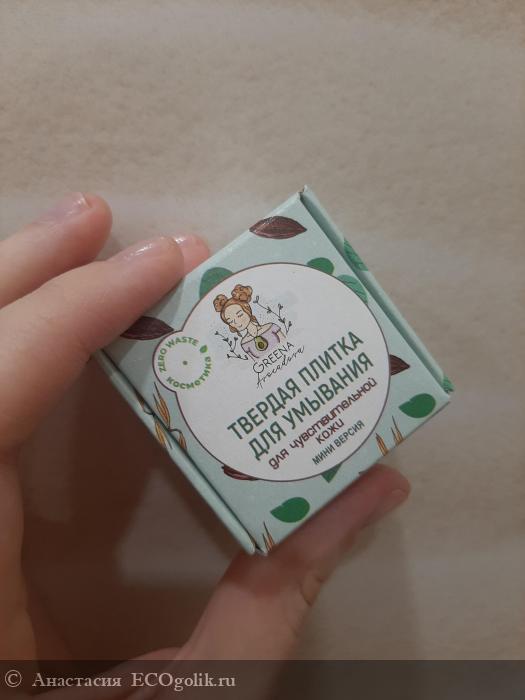 ZERO WASTE
КОСМЕТИКА
GREENA
Avocadova
ТВЕРДАЯ ПЛИТКА
ДЛЯ УМЫВАНИЯ
ДЛЯ ЧУВСТВИТЕЛЬНОЙ
КОЖИ
МИНИ ВЕРСИЯ
© Анастасия ECOgolik.ru